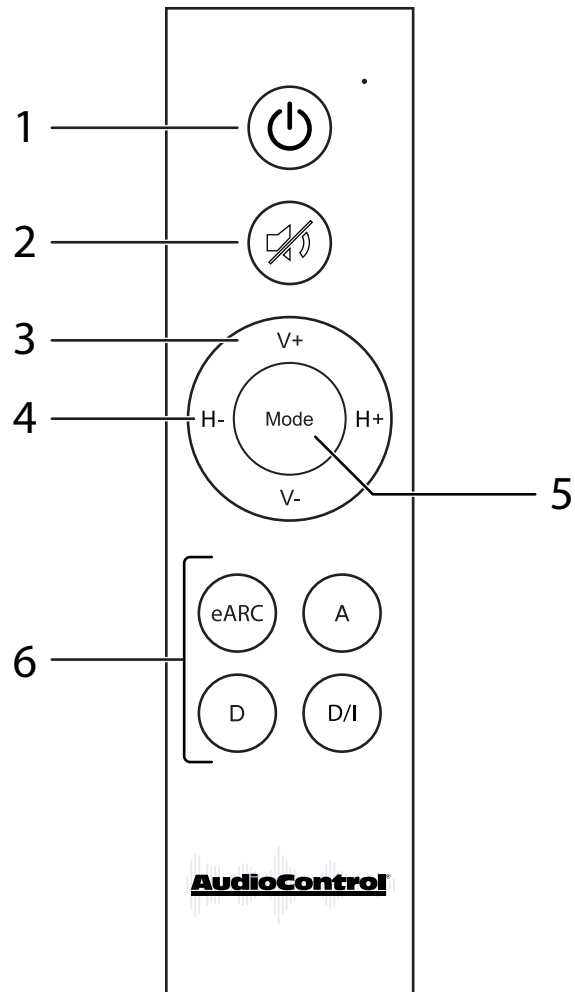 1
2
3
V+
4
H- Mode H+
V-
5
eARC A
6
D D/I
AudioControl®